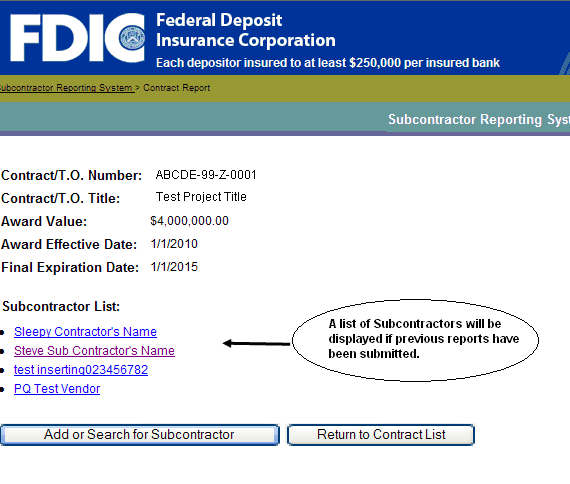 FDIC
Federal Deposit
Insurance Corporation
Each depositor insured to at least $250,000 per insured bank
ubcontractor Reporting System > Contract Report
Subcontractor Reporting Syst
Contract/T.O. Number: ABCDE-99-Z-0001
Contract/T.O. Title: Test Project Title
Award Value: $4,000,000.00
Award Effective Date: 1/1/2010
Final Expiration Date: 1/1/2015
Subcontractor List:
Sleepy Contractor's Name
Steve Sub Contractor's Name
test inserting023456782
PQ Test Vendor
A list of Subcontractors will be
displayed if previous reports have
been submitted.
Add or Search for Subcontractor
Return to Contract List